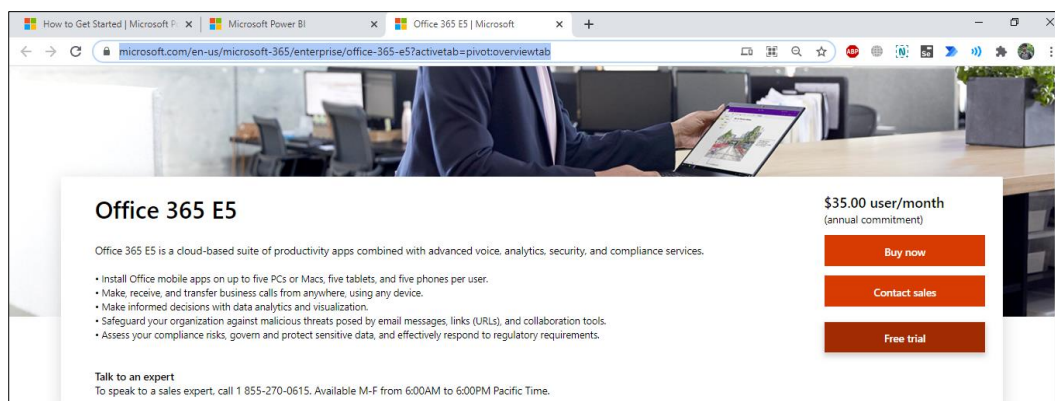 How to Get Started | Microsoft P
Microsoft Power BI
Office 365 E5 | Microsoft
microsoft.com/en-us/microsoft-365/enterprise/office-365-e5?activetab=pivot:overviewtab
ABP
N
Se
Office 365 E5
$35.00 user/month
(annual commitment)
Office 365 E5 is a cloud-based suite of productivity apps combined with advanced voice, analytics, security, and compliance services.
Buy now
• Install Office mobile apps on up to five PCs or Macs, five tablets, and five phones per user.
• Make, receive, and transfer business calls from anywhere, using any device.
• Make informed decisions with data analytics and visualization.
• Safeguard your organization against malicious threats posed by email messages, links (URLs), and collaboration tools.
• Assess your compliance risks, govern and protect sensitive data, and effectively respond to regulatory requirements.
Contact sales
Free trial
Talk to an expert
To speak to a sales expert, call 1 855-270-0615. Available M-F from 6:00AM to 6:00PM Pacific Time.